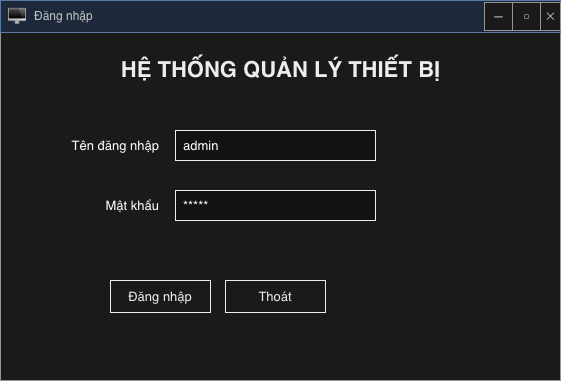 Đăng nhập
HỆ THỐNG QUẢN LÝ THIẾT BỊ
Tên đăng nhập admin
Mật khẩu *****
Đăng nhập Thoát